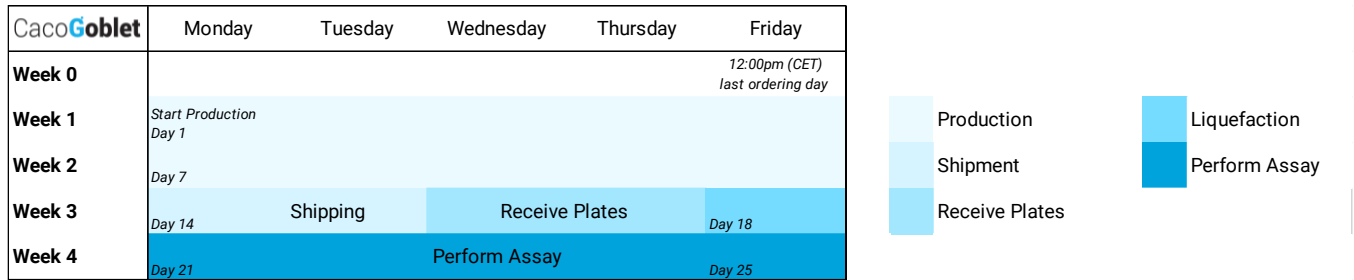 CacoGoblet Monday Tuesday Wednesday Thursday Friday
Week 0 12:00pm (CET)
last ordering day
Week 1 Start Production
Day 1
Week 2 Day 7
Week 3 Day 14 Shipping Receive Plates Day 18
Week 4 Day 21 Perform Assay Day 25
Production Liquefaction
Shipment Perform Assay
Receive Plates